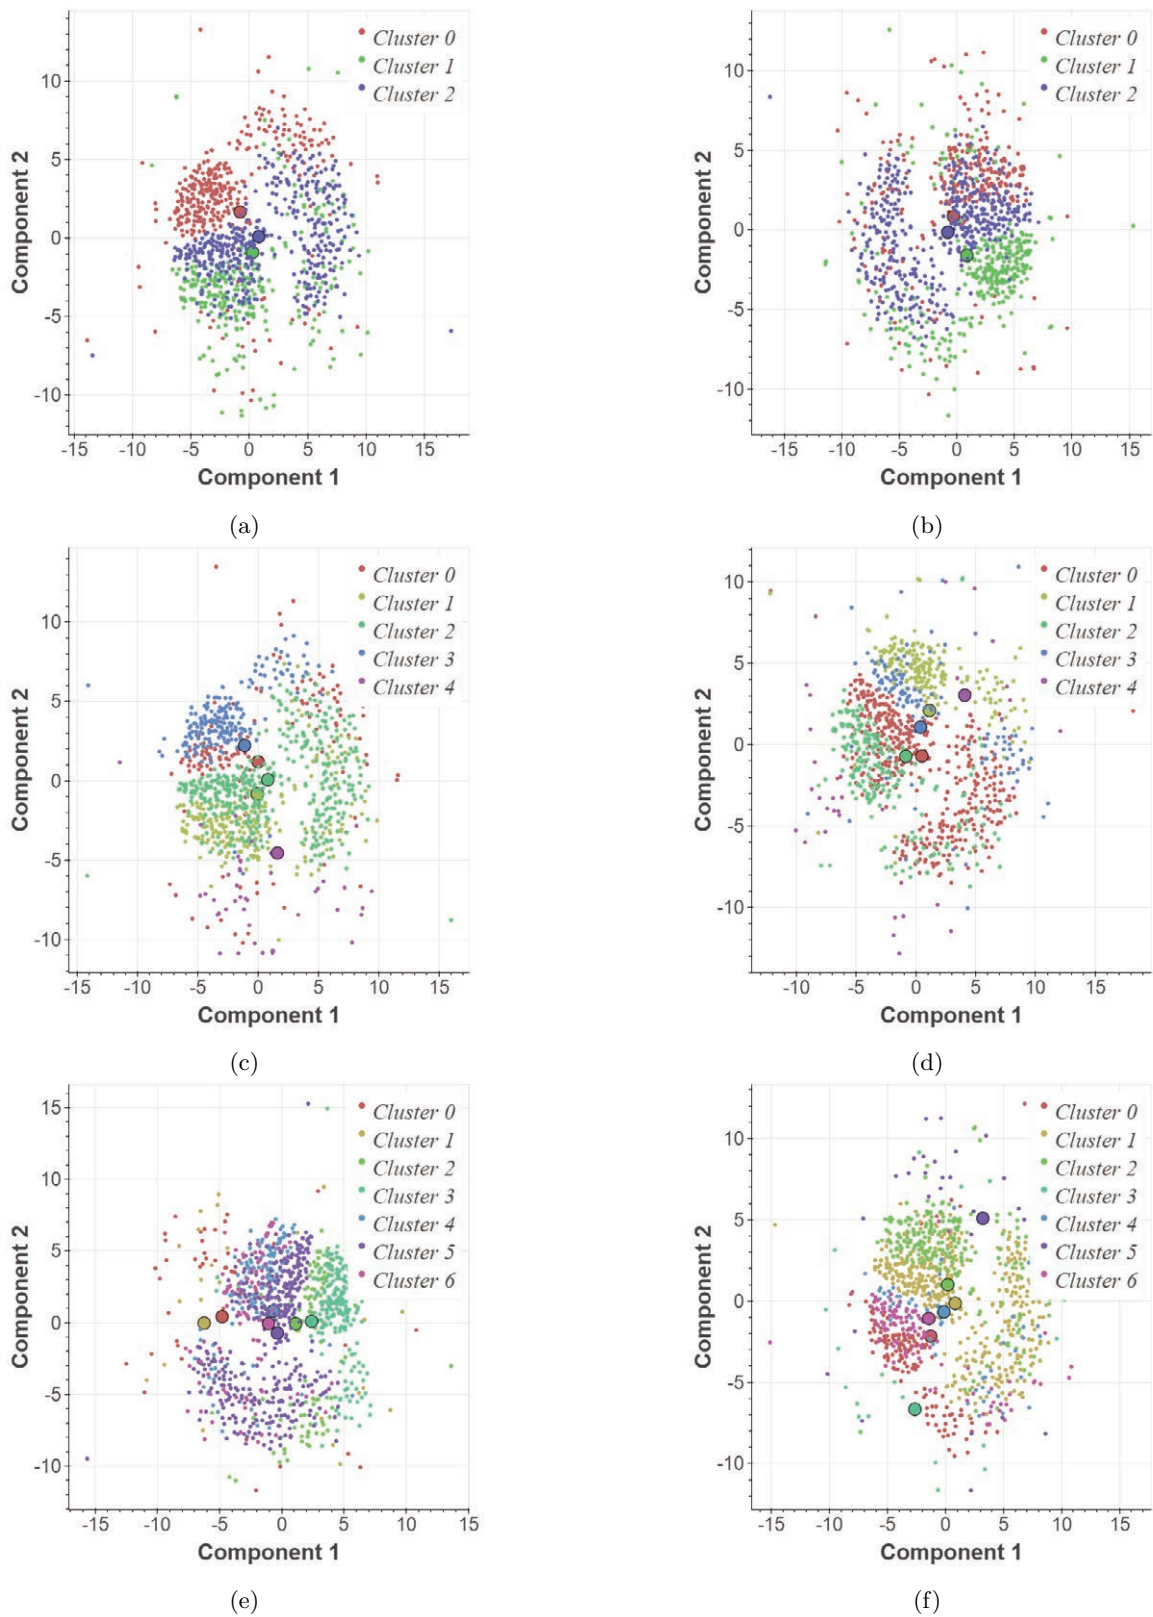 Cluster 0
Cluster 1
Cluster 2
10
5
0
-5
-10
-15
-10
-5
0
5
10
15
Component 2
Component 1
(a)
Cluster 0
Cluster 1
Cluster 2
10
5
0
-5
-10
-15
-10
-5
0
5
10
15
Component 2
Component 1
(b)
Cluster 0
Cluster 1
Cluster 2
Cluster 3
Cluster 4
10
5
0
-5
-10
-15
-10
-5
0
5
10
15
Component 2
Component 1
(c)
Cluster 0
Cluster 1
Cluster 2
Cluster 3
Cluster 4
10
5
0
-5
-10
-10
-5
0
5
10
15
Component 2
Component 1
(d)
Cluster 0
Cluster 1
Cluster 2
Cluster 3
Cluster 4
Cluster 5
Cluster 6
15
10
5
0
-5
-10
-15
-10
-5
0
5
10
15
Component 2
Component 1
(e)
Cluster 0
Cluster 1
Cluster 2
Cluster 3
Cluster 4
Cluster 5
Cluster 6
10
5
0
-5
-10
-15
-10
-5
0
5
10
15
Component 2
Component 1
(f)